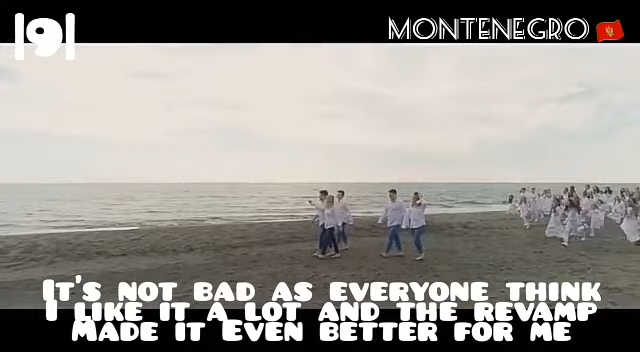 |9|
MONTENEGRO 🇲🇪
It's not bad as everyone think
I like it a lot and the revamp
Made it Even better for me